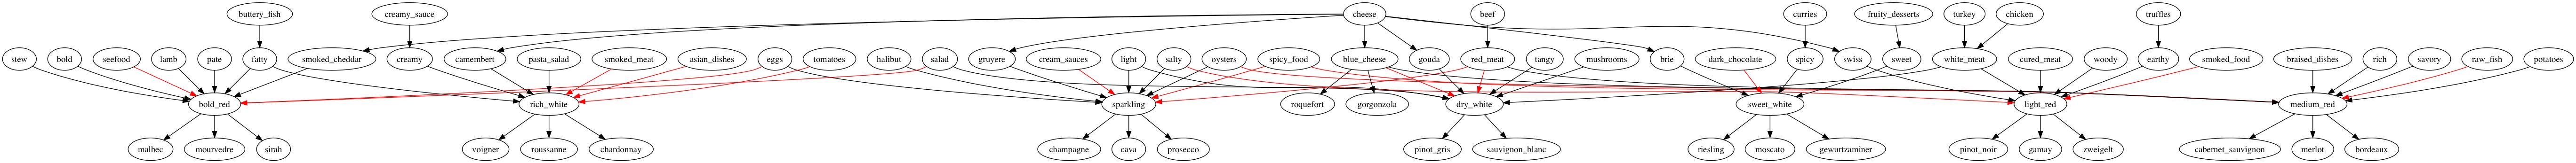 buttery_fish creamy_sauce cheese beef curries fruity_desserts turkey chicken truffles
stew bold seefood lamb pate fatty smoked_cheddar creamy camembert pasta_salad smoked_meat asian_dishes eggs tomatoes halibut salad gruyere cream_sauces light salty oysters spicy_food blue_cheese gouda red_meat tangy mushrooms brie dark_chocolate spicy swiss sweet white_meat cured_meat woody earthy smoked_food braised_dishes rich savory raw_fish potatoes
bold_red rich_white sparkling roquefort gorgonzola dry_white sweet_white light_red medium_red
malbec mourvedre sirah voigner roussanne chardonnay champagne cava prosecco pinot_gris sauvignon_blanc riesling moscato gewurtzaminer pinot_noir gamay zweigelt cabernet_sauvignon merlot bordeaux